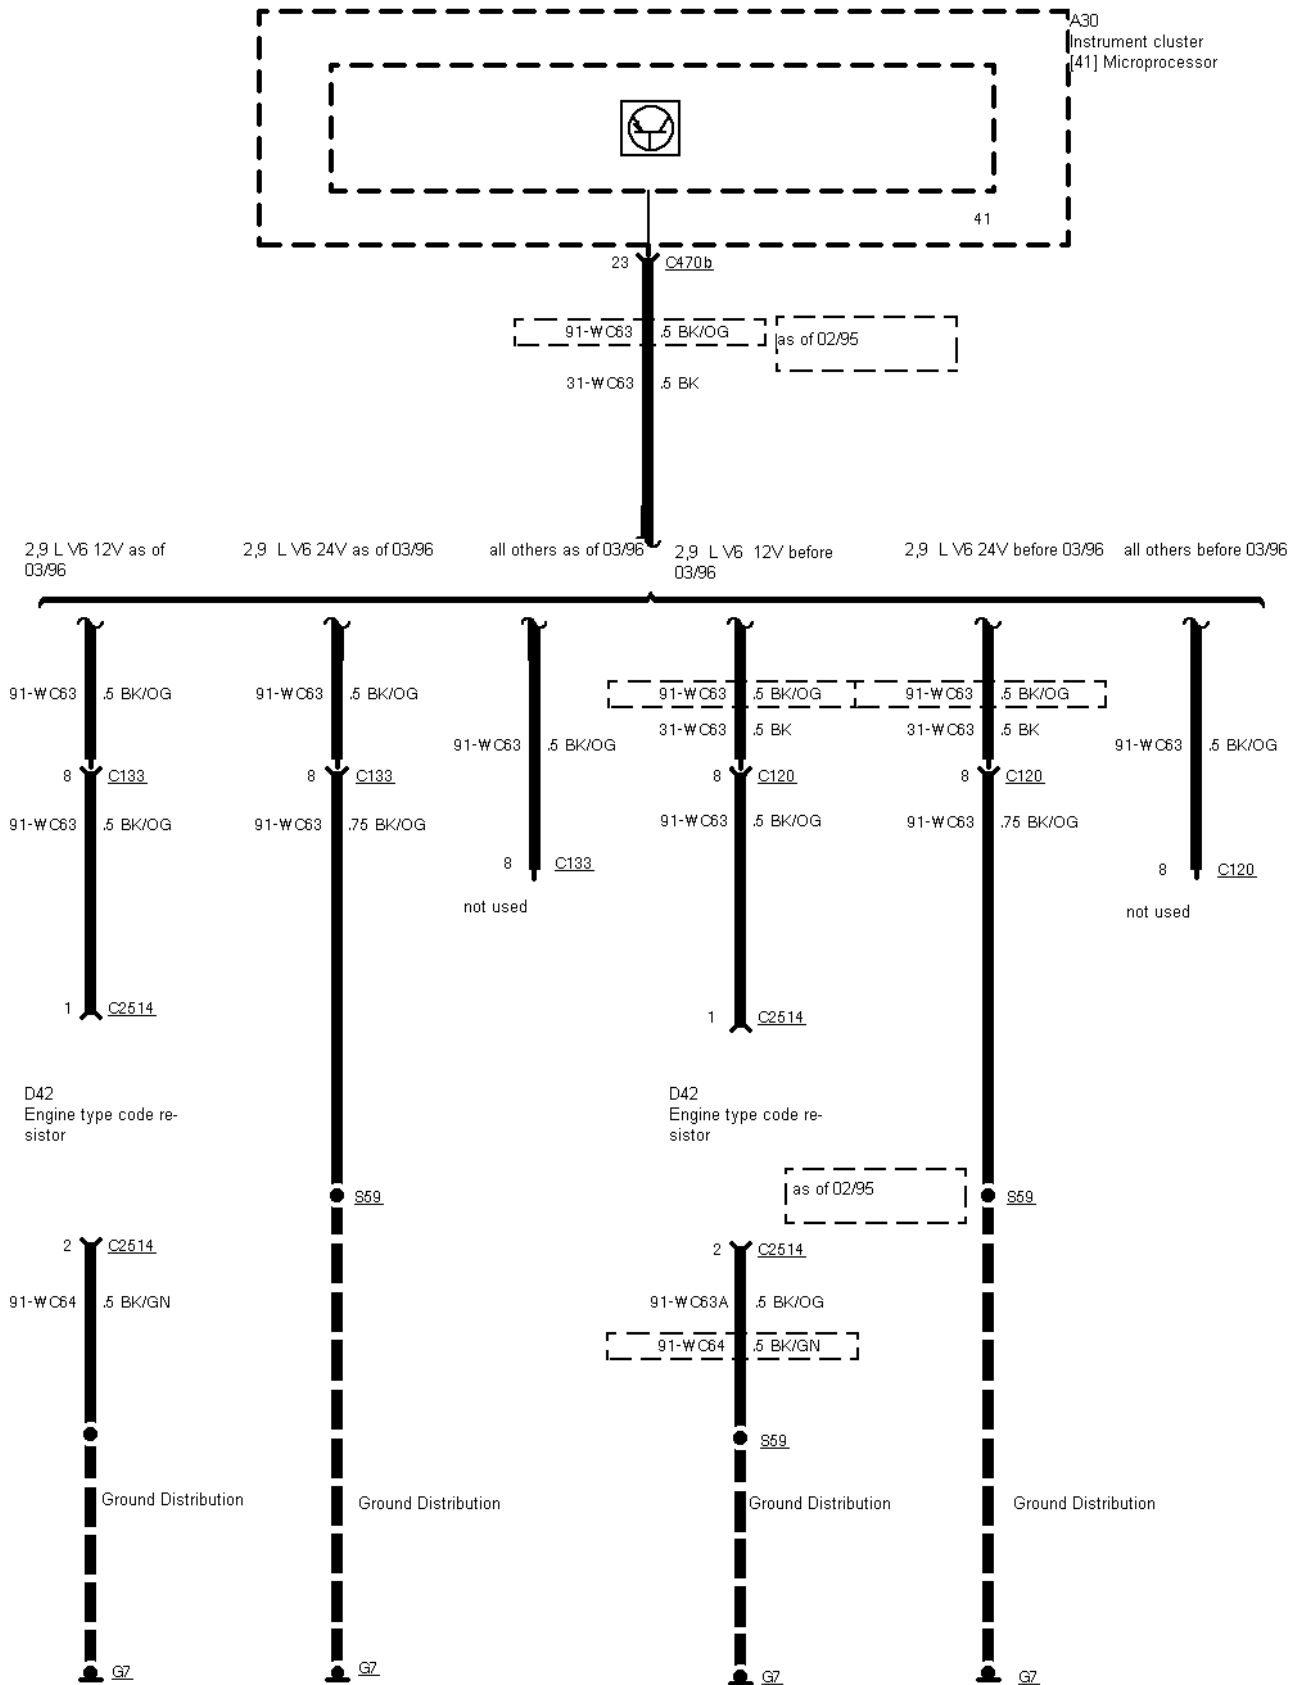 A30
Instrument cluster
[41] Microprocessor
41
23 C470b
91-WC63 .5 BK/OG
as of 02/95
31-WC63 .5 BK
2,9 L V6 12V as of
03/96
2,9 L V6 24V as of 03/96
all others as of 03/96
2,9 L V6 12V before
03/96
2,9 L V6 24V before 03/96
all others before 03/96
91-WC63 .5 BK/OG
91-WC63 .5 BK/OG
91-WC63 .5 BK/OG
91-WC63 .5 BK/OG
31-WC63 .5 BK
31-WC63 .5 BK
91-WC63 .5 BK/OG
91-WC63 .5 BK/OG
8 C133
8 C133
8 C120
8 C120
91-WC63 .5 BK/OG
91-WC63 .75 BK/OG
91-WC63 .5 BK/OG
91-WC63 .75 BK/OG
8 C133
8 C120
not used
not used
1 C2514
1 C2514
D42
Engine type code re-
sistor
D42
Engine type code re-
sistor
as of 02/95
S59
S59
2 C2514
2 C2514
91-WC64 .5 BK/GN
91-WC63A .5 BK/OG
91-WC64 .5 BK/GN
S59
Ground Distribution
Ground Distribution
Ground Distribution
Ground Distribution
G7
G7
G7
G7